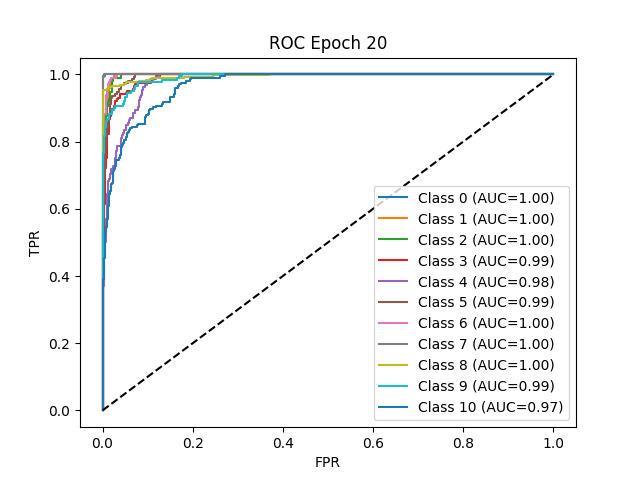 ROC Epoch 20
TPR
1.0
0.8
0.6
0.4
0.2
0.0
Class 0 (AUC=1.00)
Class 1 (AUC=1.00)
Class 2 (AUC=1.00)
Class 3 (AUC=0.99)
Class 4 (AUC=0.98)
Class 5 (AUC=0.99)
Class 6 (AUC=1.00)
Class 7 (AUC=1.00)
Class 8 (AUC=1.00)
Class 9 (AUC=0.99)
Class 10 (AUC=0.97)
0.0 0.2 0.4 0.6 0.8 1.0
FPR